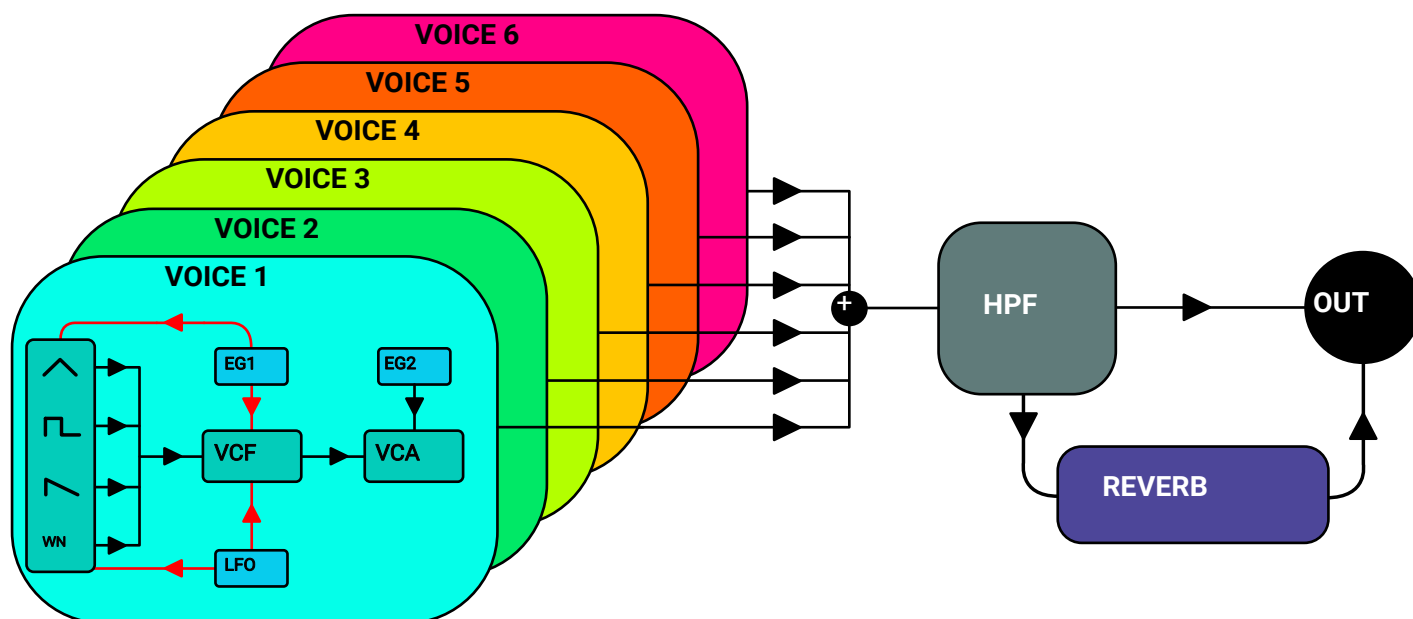 VOICE 6
VOICE 5
VOICE 4
VOICE 3
VOICE 2
VOICE 1
EG1
EG2
VCF
VCA
WN
LFO
+
HPF
OUT
REVERB